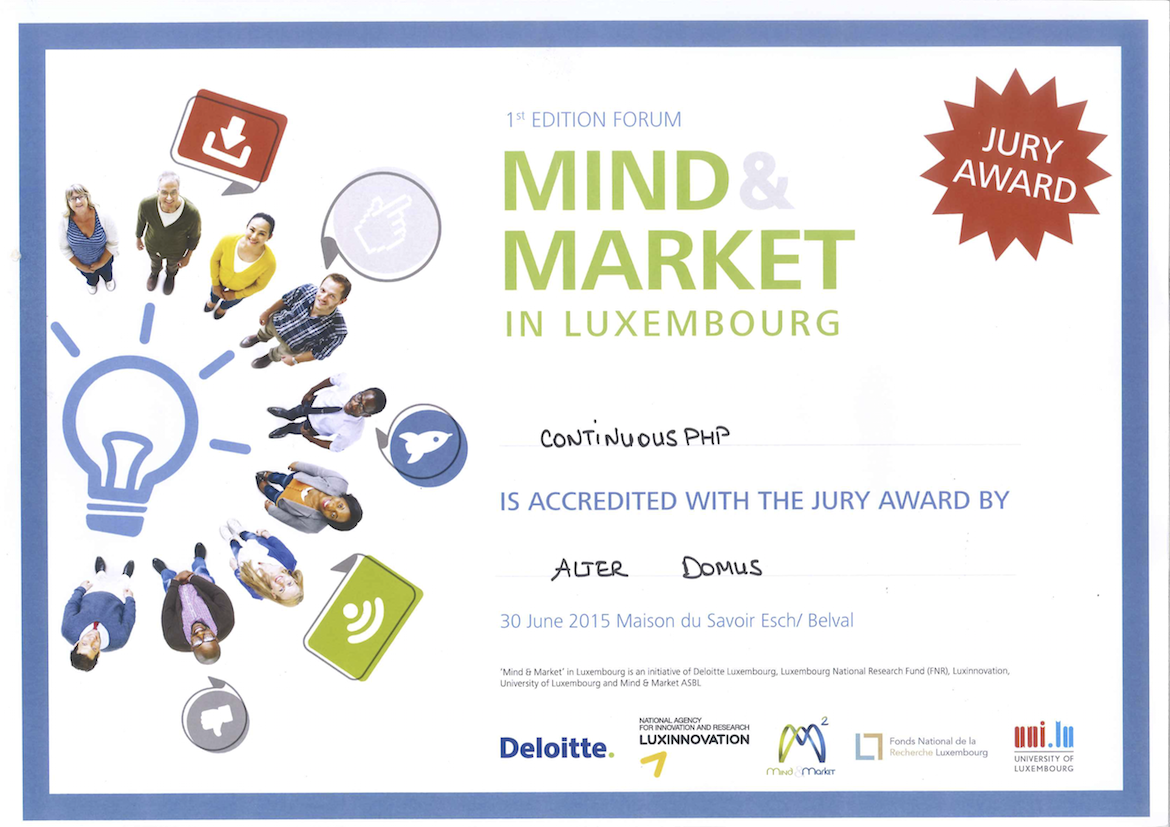 1st EDITION FORUM
MIND &
MARKET
IN LUXEMBOURG
JURY
AWARD
CONTINUOUSPHP
IS ACCREDITED WITH THE JURY AWARD BY
ALTER DOMUS
30 June 2015 Maison du Savoir Esch/ Belval
'Mind & Market' in Luxembourg is an initiative of Deloitte Luxembourg, Luxembourg National Research Fund (FNR), Luxinnovation,
University of Luxembourg and Mind & Market ASBL
Deloitte.
NATIONAL AGENCY
FOR INNOVATION AND RESEARCH
LUXINNOVATION
2
Mind & Market
Fonds National de la
Recherche Luxembourg
uni.lu
UNIVERSITY OF
LUXEMBOURG